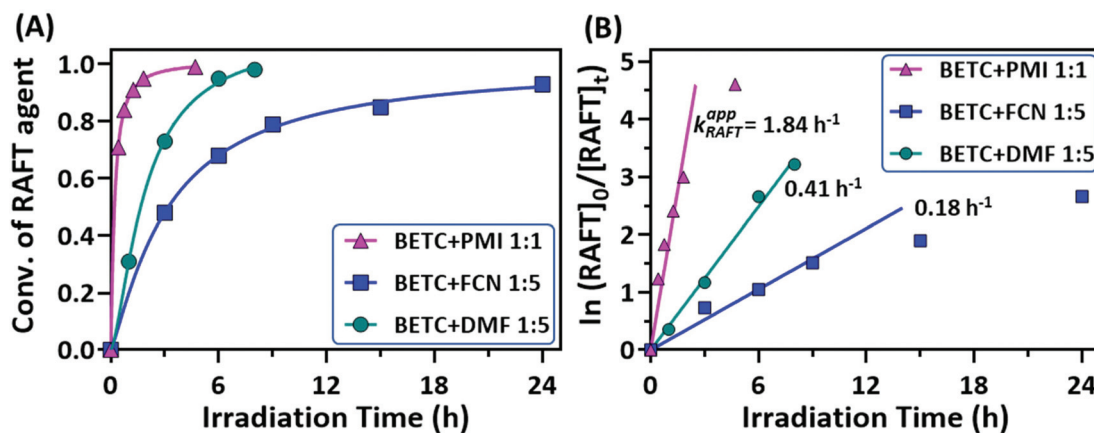 (A)
Conv. of RAFT agent
1.0
0.8
0.6
0.4
0.2
0.0
BETC+PMI 1:1
BETC+FCN 1:5
BETC+DMF 1:5
0 6 12 18 24
Irradiation Time (h)
(B)
ln (RAFT]0/[RAFT]t
5
4
3
2
1
0
BETC+PMI 1:1
BETC+FCN 1:5
BETC+DMF 1:5
k_RAFT^app = 1.84 h⁻¹
0.41 h⁻¹
0.18 h⁻¹
0 6 12 18 24
Irradiation Time (h)